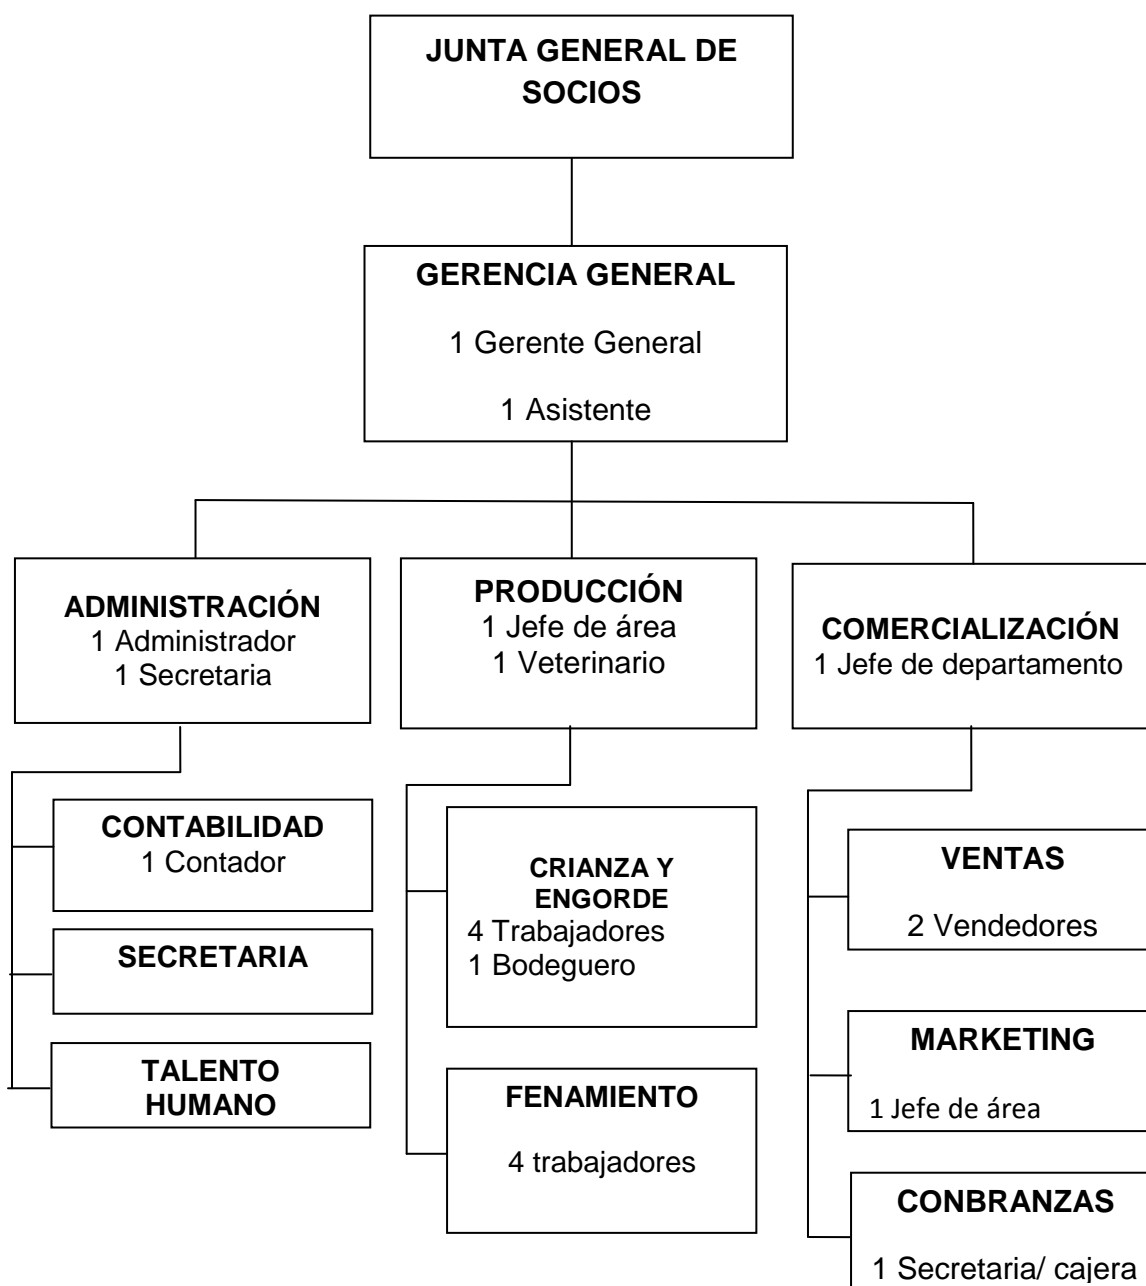 JUNTA GENERAL DE
SOCIOS
GERENCIA GENERAL
1 Gerente General
1 Asistente
ADMINISTRACIÓN
1 Administrador
1 Secretaria
PRODUCCIÓN
1 Jefe de área
1 Veterinario
COMERCIALIZACIÓN
1 Jefe de departamento
CONTABILIDAD
1 Contador
SECRETARIA
TALENTO
HUMANO
CRIANZA Y
ENGORDE
4 Trabajadores
1 Bodeguero
FENAMIENTO
4 trabajadores
VENTAS
2 Vendedores
MARKETING
1 Jefe de área
CONBRANZAS
1 Secretaria/ cajera